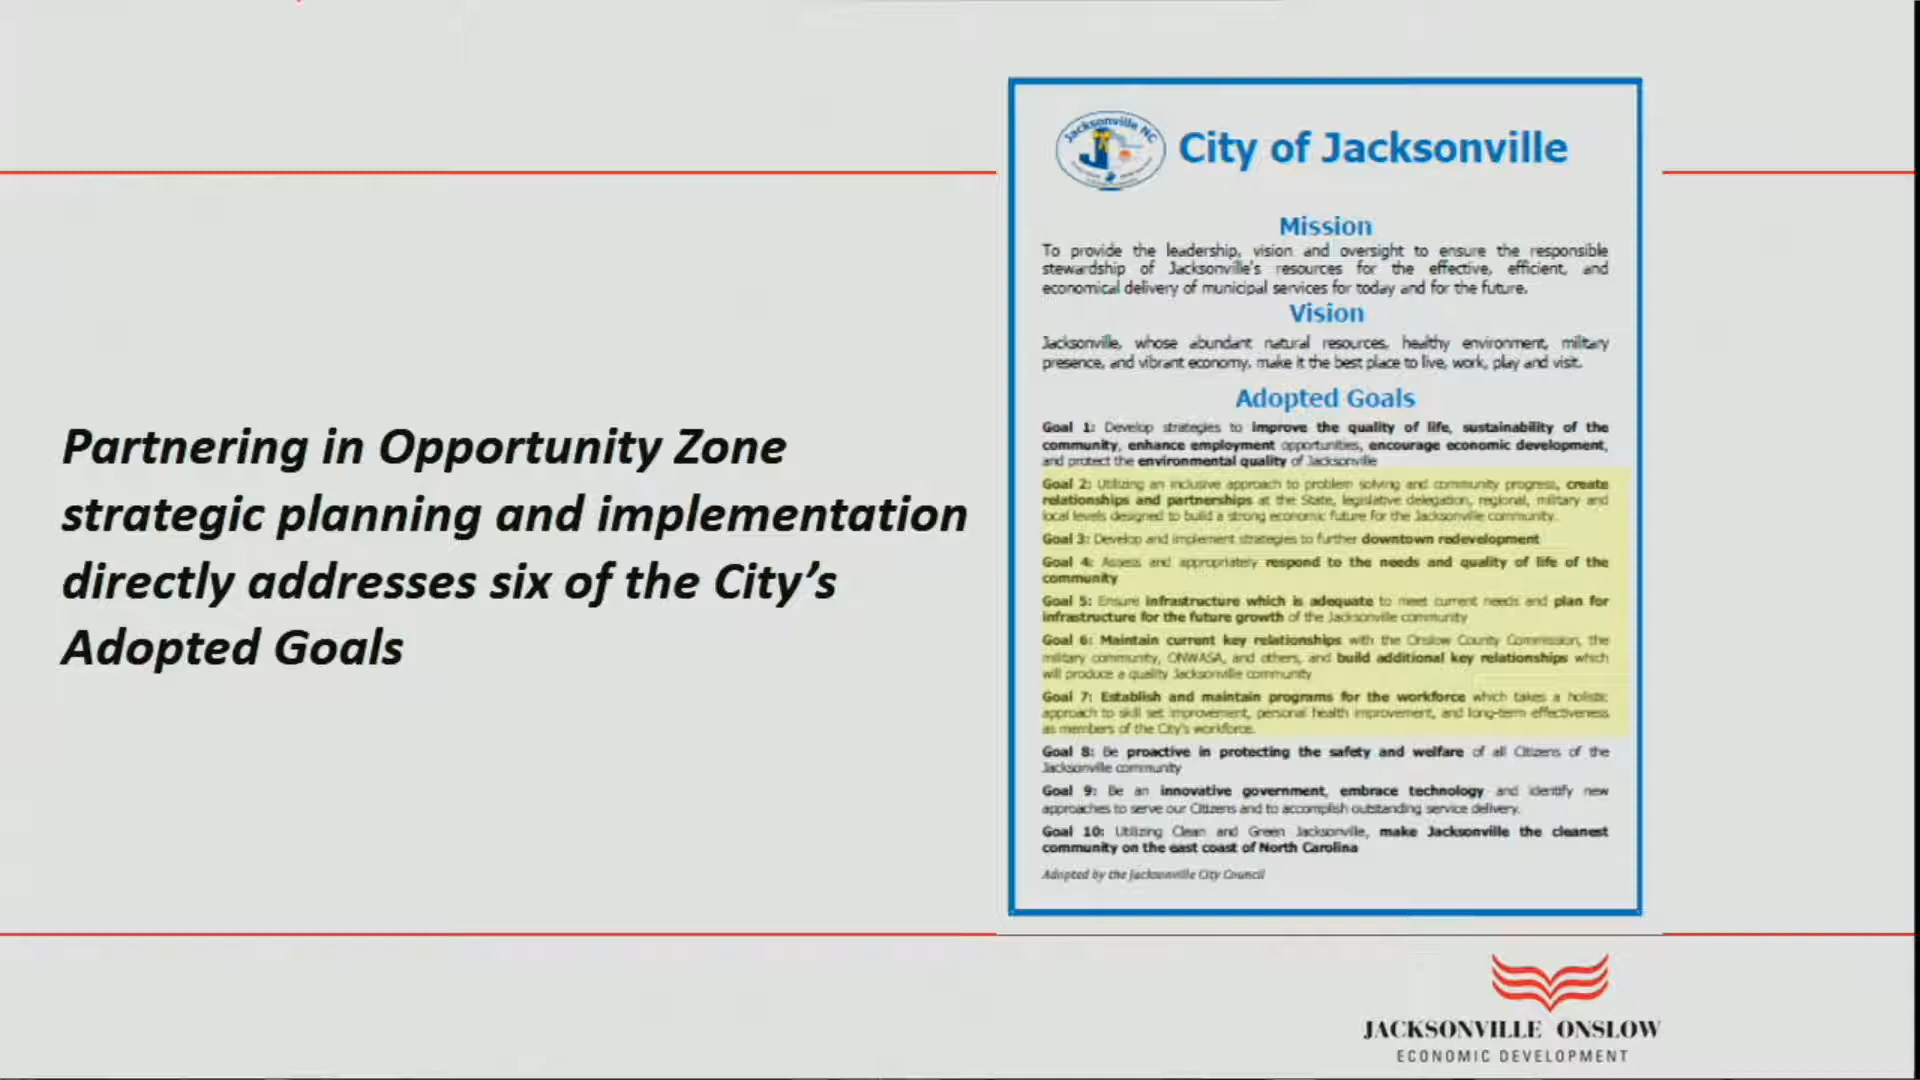 Partnering in Opportunity Zone
strategic planning and implementation
directly addresses six of the City's
Adopted Goals
Jacksonville NC
City of Jacksonville
Mission
To provide the leadership, vision and oversight to ensure the responsible
stewardship of Jacksonville's resources for the effective, efficient, and
economical delivery of municipal services for today and for the future.
Vision
Jacksonville, whose abundant natural resources, healthy environment, military
presence, and vibrant economy, make it the best place to live, work, play and visit.
Adopted Goals
Goal 1: Develop strategies to improve the quality of life, sustainability of the
community, enhance employment opportunities, encourage economic development,
and protect the environmental quality of Jacksonville
Goal 2: Utilizing an inclusive approach to problem solving and community progress, create
relationships and partnerships at the State, legislative delegation, regional, military and
local levels designed to build a strong economic future for the Jacksonville community.
Goal 3: Develop and implement strategies to further downtown redevelopment
Goal 4: Assess and appropriately respond to the needs and quality of life of the
community
Goal 5: Ensure infrastructure which is adequate to meet current needs and plan for
infrastructure for the future growth of the Jacksonville community
Goal 6: Maintain current key relationships with the Onslow County Commission, the
military community, ONWASA, and others, and build additional key relationships which
will produce a quality Jacksonville community
Goal 7: Establish and maintain programs for the workforce which takes a holistic
approach to skill set improvement, personal health improvement, and long-term effectiveness
as members of the City's workforce.
Goal 8: Be proactive in protecting the safety and welfare of all Citizens of the
Jacksonville community
Goal 9: Be an innovative government, embrace technology and identify new
approaches to serve our Citizens and to accomplish outstanding service delivery.
Goal 10: Utilizing Clean and Green Jacksonville, make Jacksonville the cleanest
community on the east coast of North Carolina
Adopted by the Jacksonville City Council
JACKSONVILLE ONSLOW
ECONOMIC DEVELOPMENT